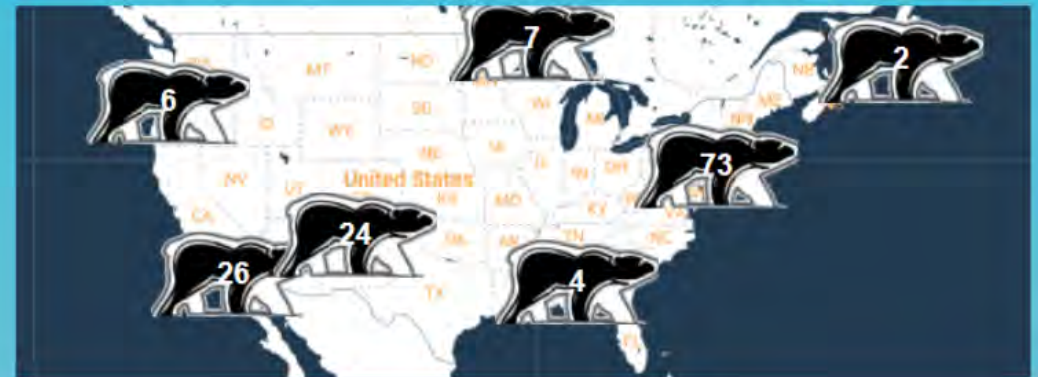 7
2
NB
MT
ND
6
SD
WI
ME
ID
WY
MI
NE
IA
73
IL
IN
OH
NV
UT
United States
KS
MO
KY
VA
CA
24
TN
NC
AR
26
4
TX
FL